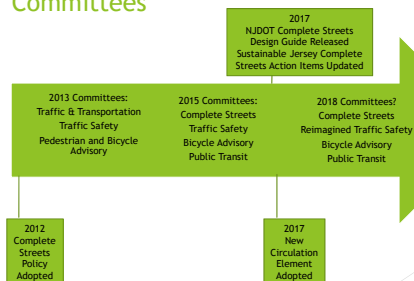 Committees
2017
NJDOT Complete Streets
Design Guide Released
Sustainable Jersey Complete
Streets Action Items Updated
2013 Committees:
Traffic & Transportation
Traffic Safety
Pedestrian and Bicycle
Advisory
2015 Committees:
Complete Streets
Traffic Safety
Bicycle Advisory
Public Transit
2018 Committees?
Complete Streets
Reimagined Traffic Safety
Bicycle Advisory
Public Transit
2012
Complete
Streets
Policy
Adopted
2017
New
Circulation
Element
Adopted